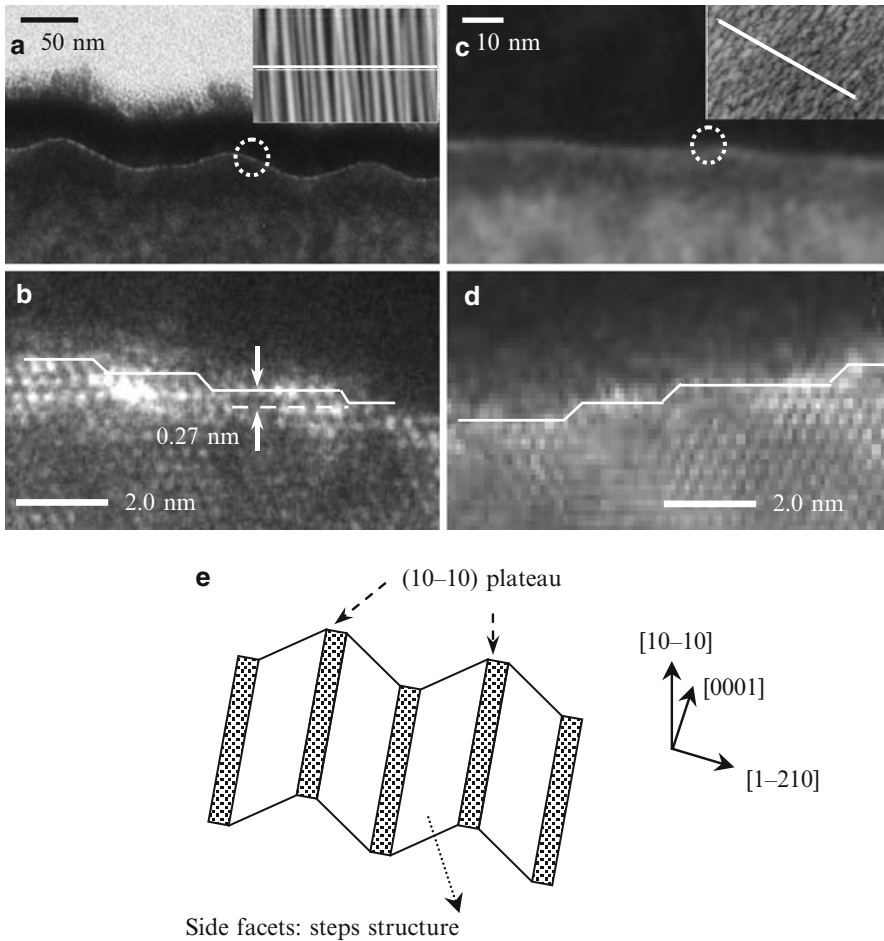 a
50 nm
c
10 nm
b
0.27 nm
2.0 nm
d
2.0 nm
e
(10–10) plateau
[10–10]
[0001]
[1–210]
Side facets: steps structure